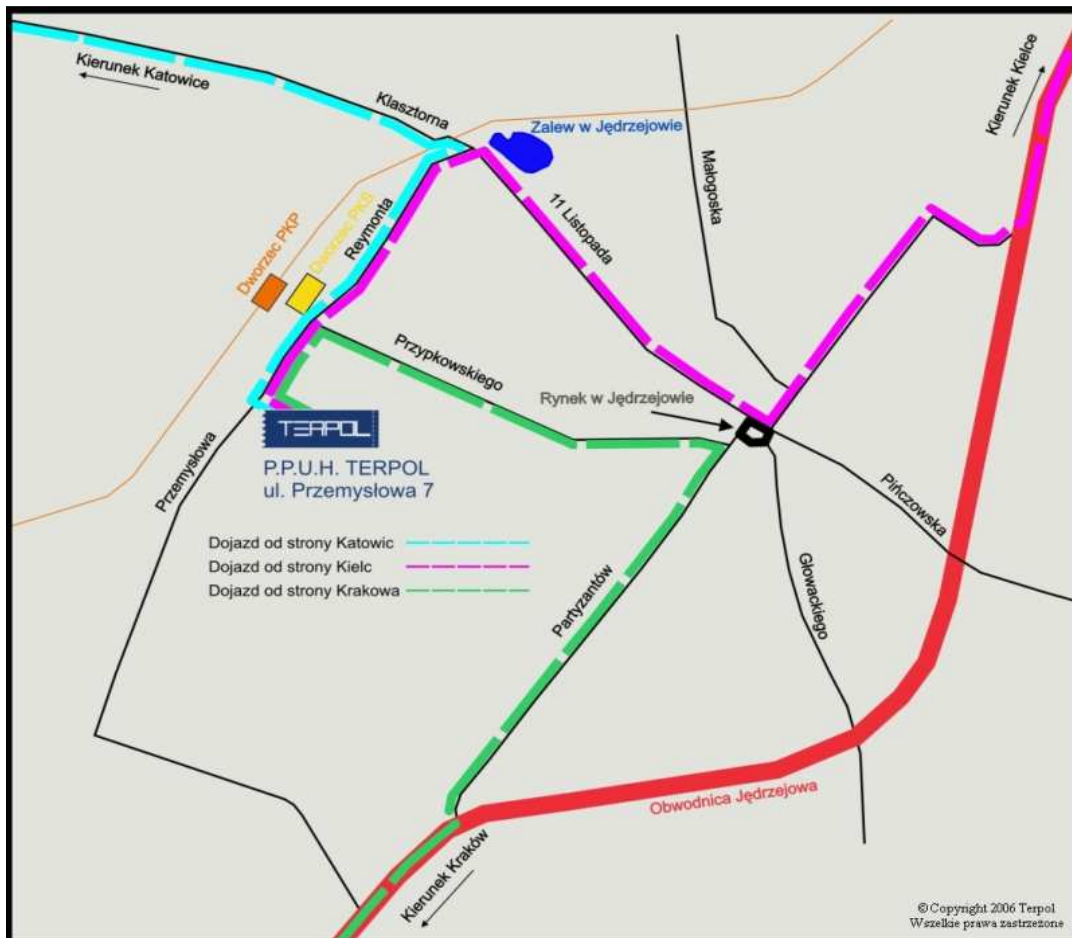 Kierunek Katowice
Klasztorna
Zalew w Jędrzejowie
Kierunek Kielce
Małogoska
11 Listopada
Dworzec PKP
Dworzec PKS
Reymonta
Przypkowskiego
Rynek w Jędrzejowie
TERPOL
P.P.U.H. TERPOL
ul. Przemysłowa 7
Przemysłowa
Pińczowska
Dojazd od strony Katowic
Dojazd od strony Kielc
Dojazd od strony Krakowa
Partyzantów
Głowackiego
Obwodnica Jędrzejowa
Kierunek Kraków
© Copyright 2006 Terpol
Wszelkie prawa zastrzeżone